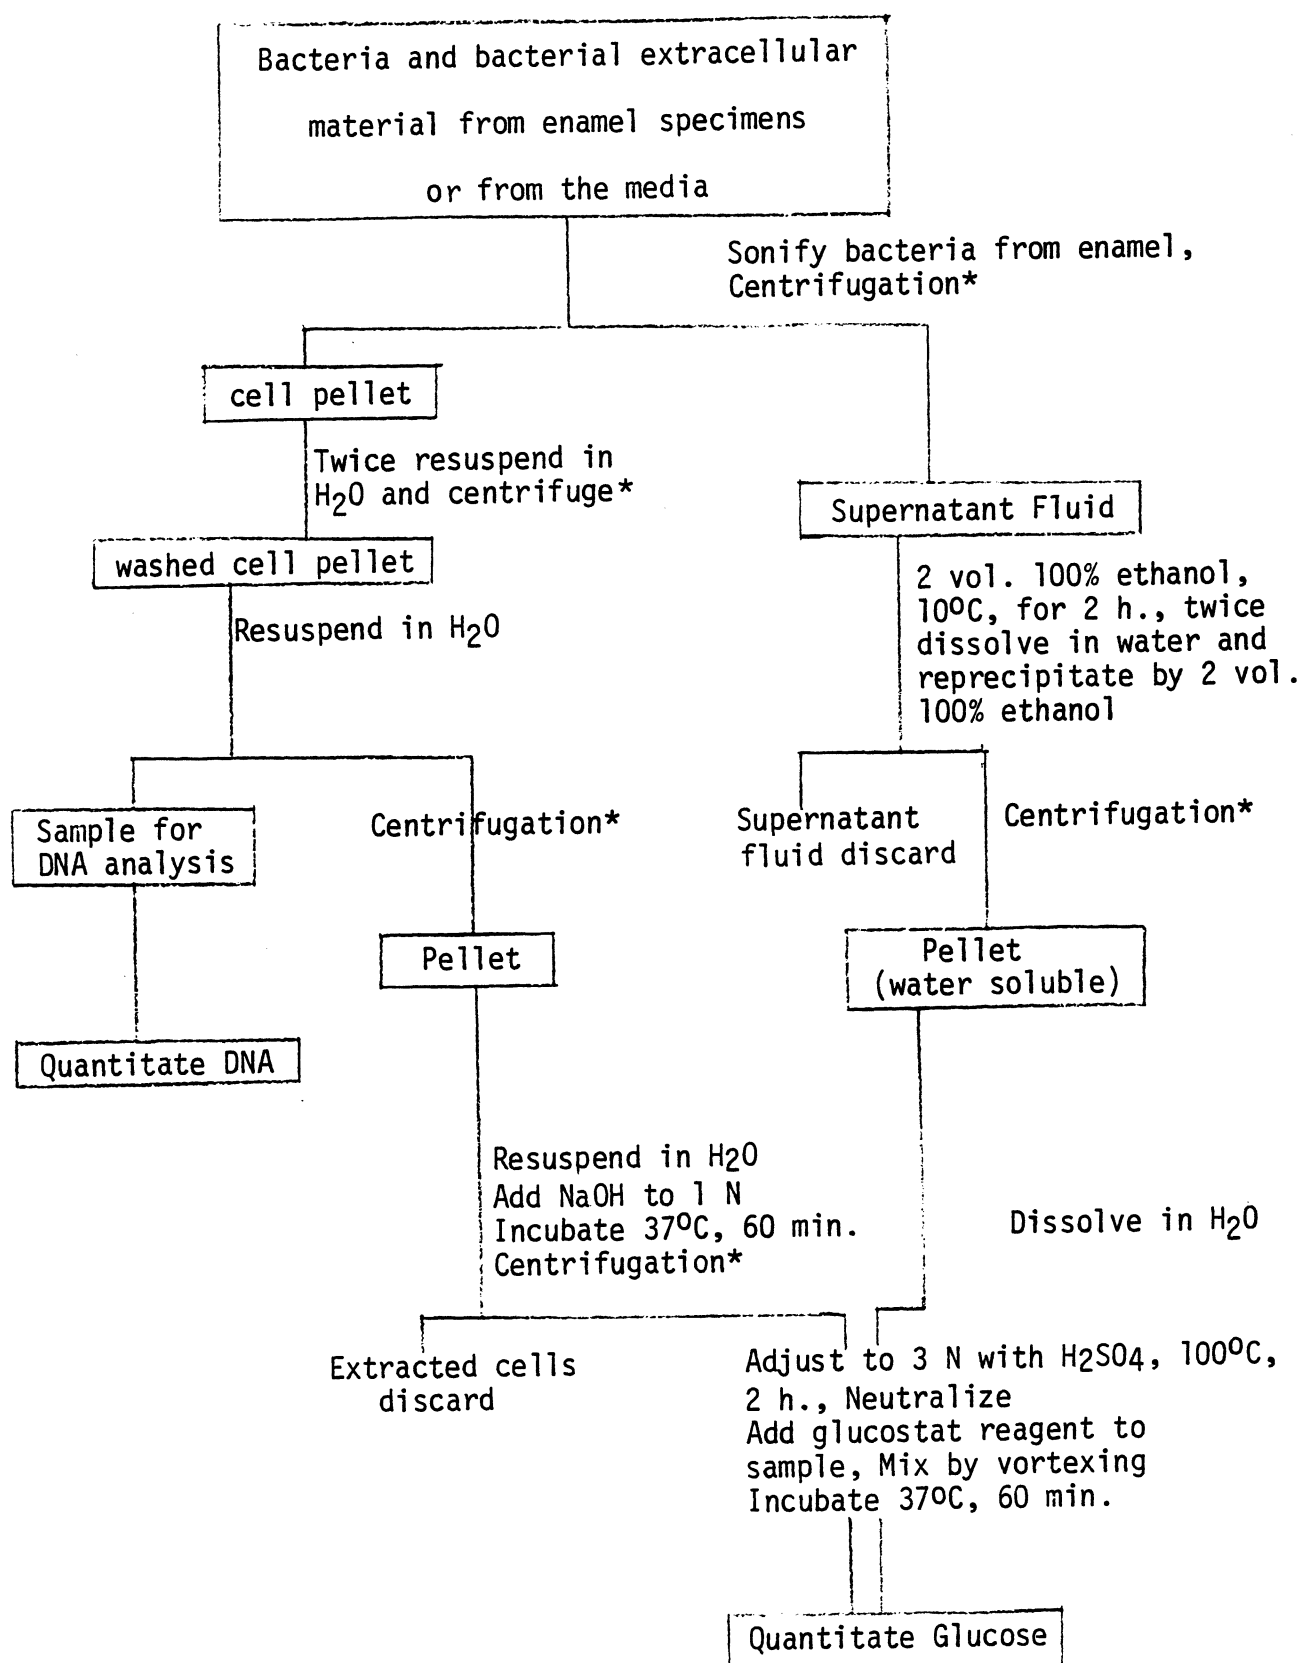 Bacteria and bacterial extracellular
material from enamel specimens
or from the media
Sonify bacteria from enamel,
Centrifugation*
cell pellet
Twice resuspend in
H2O and centrifuge*
washed cell pellet
Resuspend in H2O
Supernatant Fluid
2 vol. 100% ethanol,
10ºC, for 2 h., twice
dissolve in water and
reprecipitate by 2 vol.
100% ethanol
Sample for
DNA analysis
Centrifugation*
Supernatant
fluid discard
Centrifugation*
Pellet
Pellet
(water soluble)
Quantitate DNA
Resuspend in H2O
Add NaOH to 1 N
Incubate 37ºC, 60 min.
Centrifugation*
Dissolve in H2O
Extracted cells
discard
Adjust to 3 N with H2SO4, 100ºC,
2 h., Neutralize
Add glucostat reagent to
sample, Mix by vortexing
Incubate 37ºC, 60 min.
Quantitate Glucose